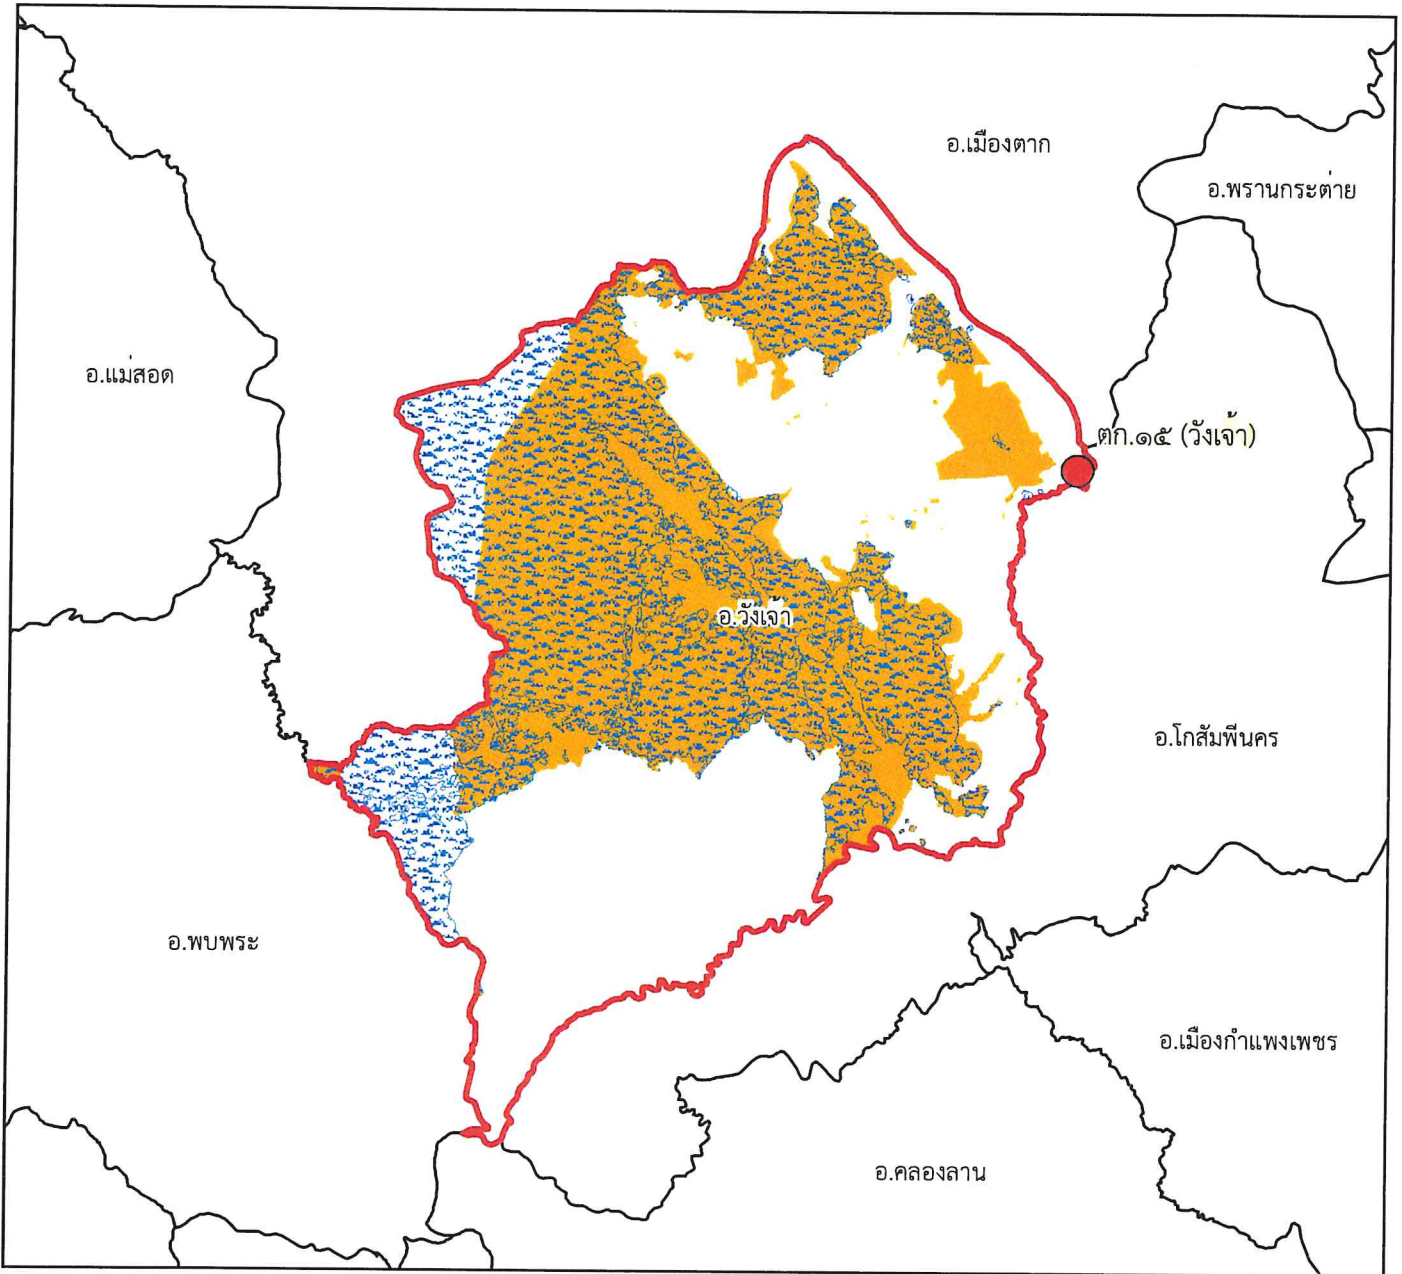 อ.เมืองตาก
อ.พรานกระต่าย
อ.แม่สอด
ตก.๑๕ (วังเจ้า)
อ.วังเจ้า
อ.โกสัมพีนคร
อ.พบพระ
อ.เมืองกำแพงเพชร
อ.คลองลาน